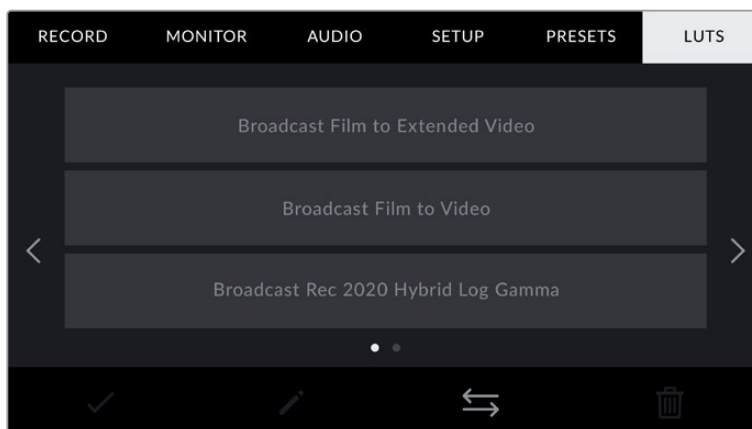 RECORD MONITOR AUDIO SETUP PRESETS LUTS
Broadcast Film to Extended Video
Broadcast Film to Video
Broadcast Rec 2020 Hybrid Log Gamma